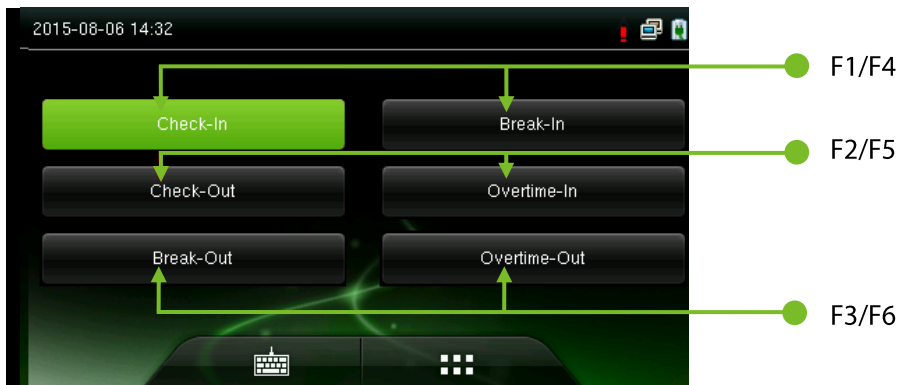 2015-08-06 14:32
F1/F4
Check-In Break-In
F2/F5
Check-Out Overtime-In
Break-Out Overtime-Out
F3/F6